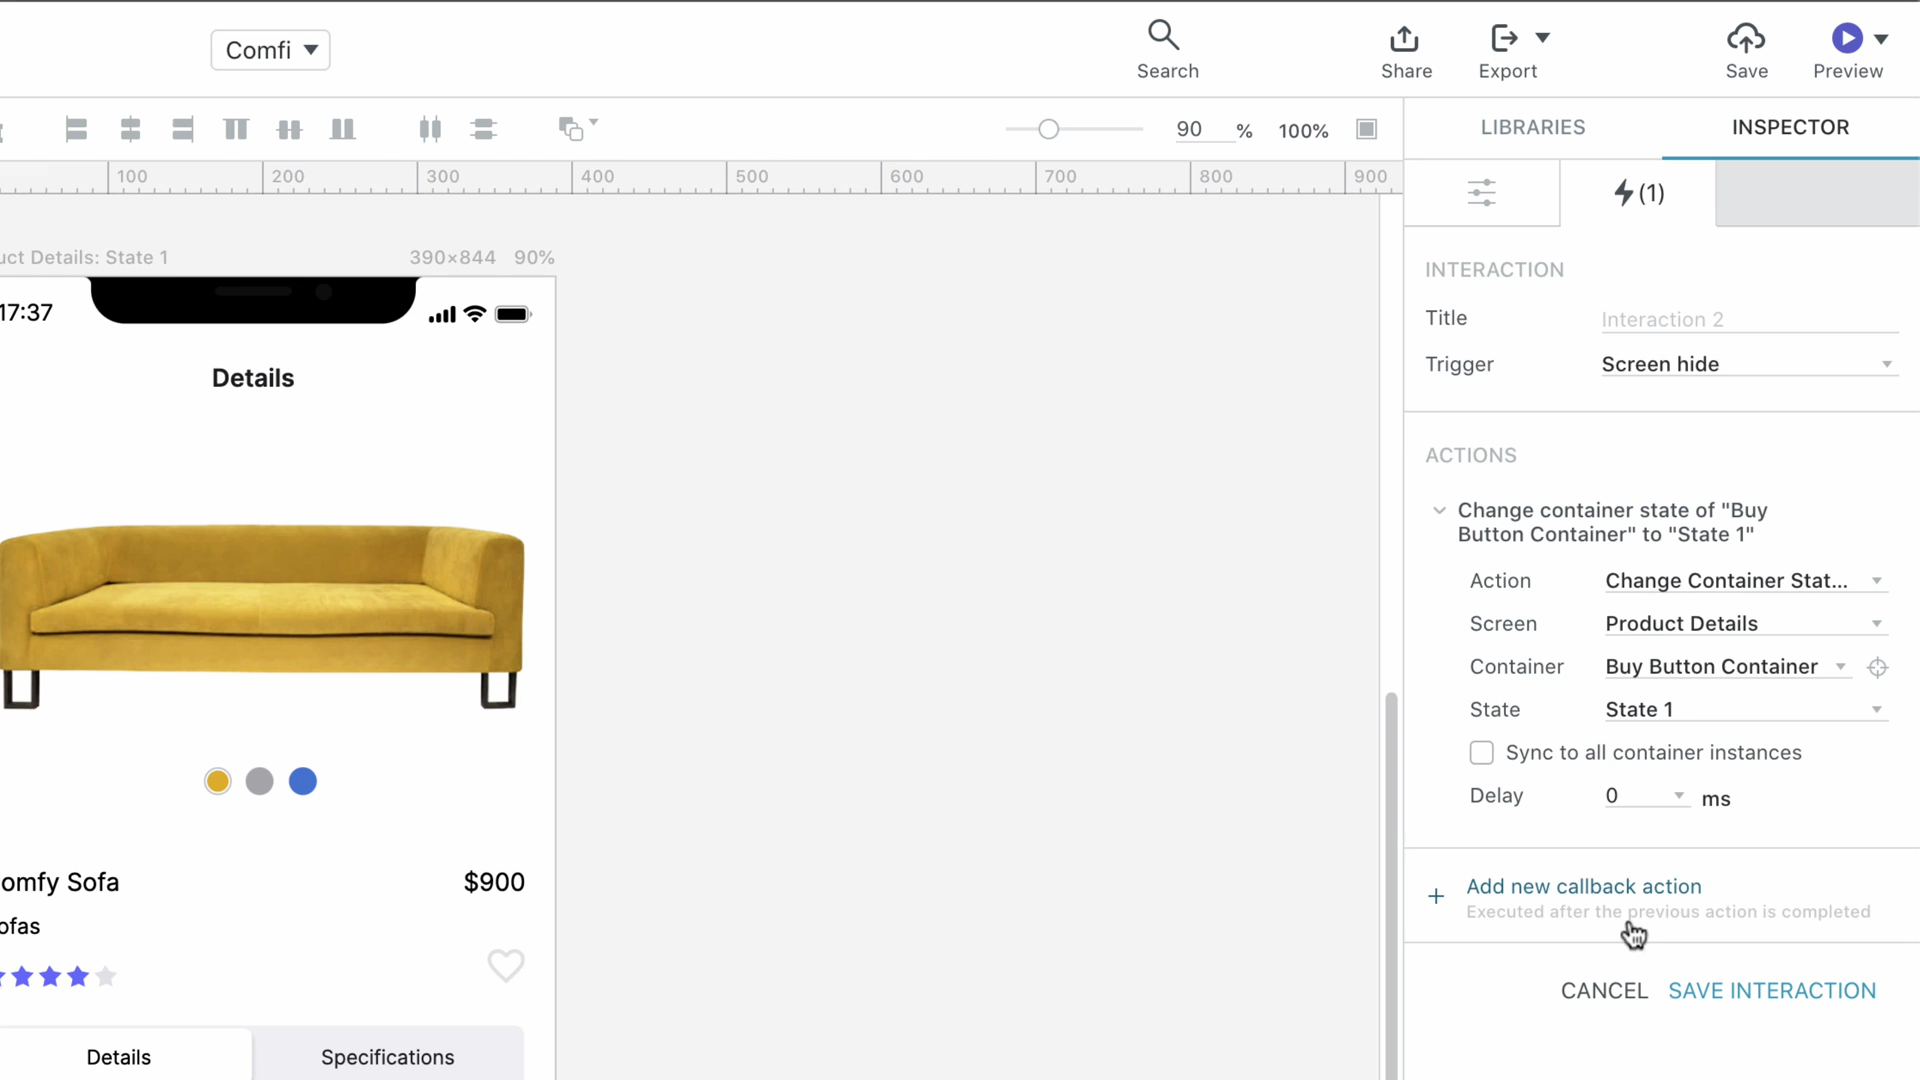 Comfi
Search
Share
Export
Save
Preview
90 %
100%
LIBRARIES
INSPECTOR
100 200 300 400 500 600 700 800 900
(1)
uct Details: State 1
390×844 90%
17:37
Details
omfy Sofa
$900
ofas
Details
Specifications
INTERACTION
Title
Interaction 2
Trigger
Screen hide
ACTIONS
Change container state of "Buy
Button Container" to "State 1"
Action
Change Container Stat...
Screen
Product Details
Container
Buy Button Container
State
State 1
Sync to all container instances
Delay
0 ms
+ Add new callback action
Executed after the previous action is completed
CANCEL
SAVE INTERACTION